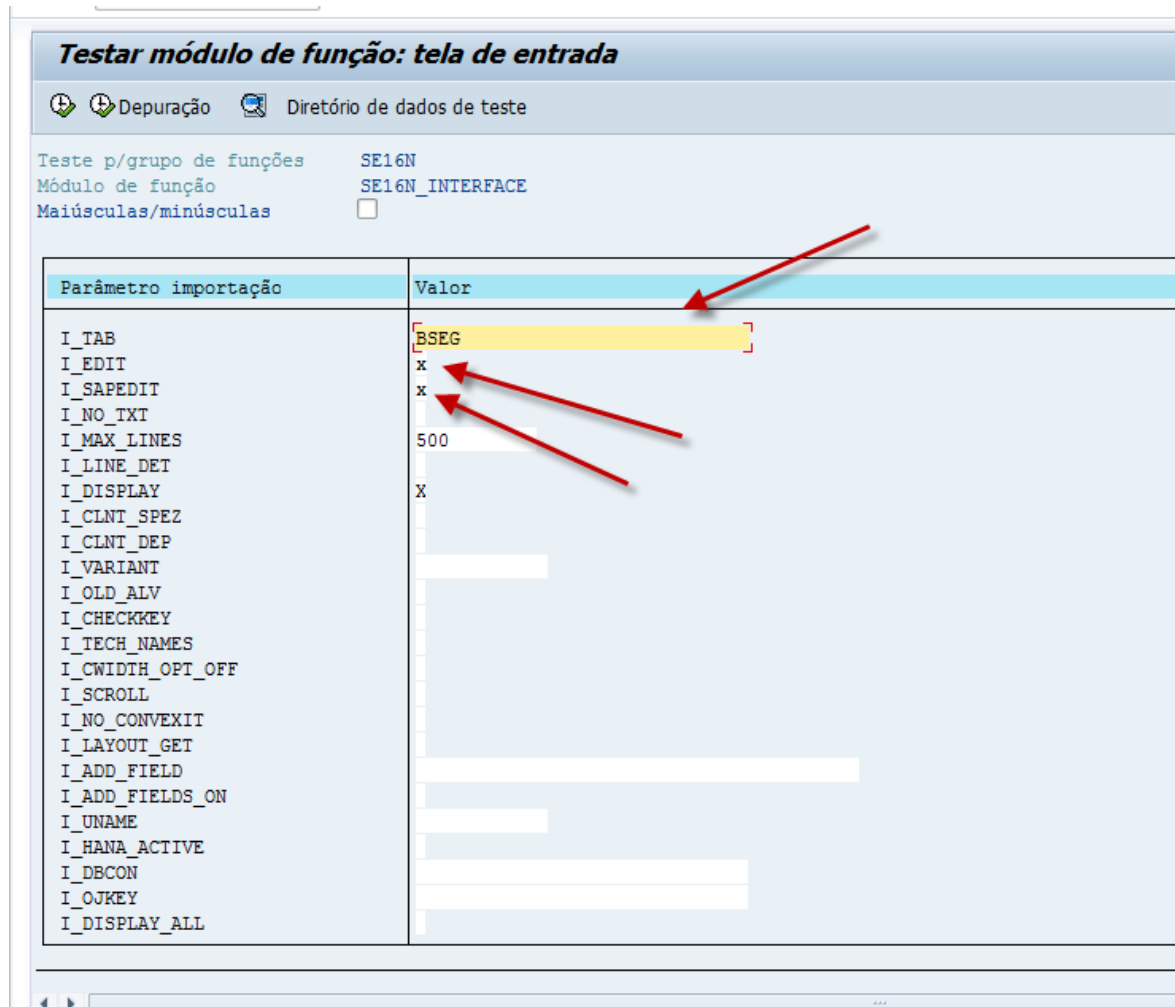 Testar módulo de função: tela de entrada
Depuração Diretório de dados de teste
Teste p/grupo de funções SE16N
Módulo de função SE16N_INTERFACE
Maiúsculas/minúsculas
Parâmetro importação Valor
I_TAB BSEG
I_EDIT x
I_SAPEDIT x
I_NO_TXT
I_MAX_LINES 500
I_LINE_DET
I_DISPLAY X
I_CLNT_SPEZ
I_CLNT_DEP
I_VARIANT
I_OLD_ALV
I_CHECKKEY
I_TECH_NAMES
I_CWIDTH_OPT_OFF
I_SCROLL
I_NO_CONVEXIT
I_LAYOUT_GET
I_ADD_FIELD
I_ADD_FIELDS_ON
I_UNAME
I_HANA_ACTIVE
I_DBCON
I_OJKEY
I_DISPLAY_ALL